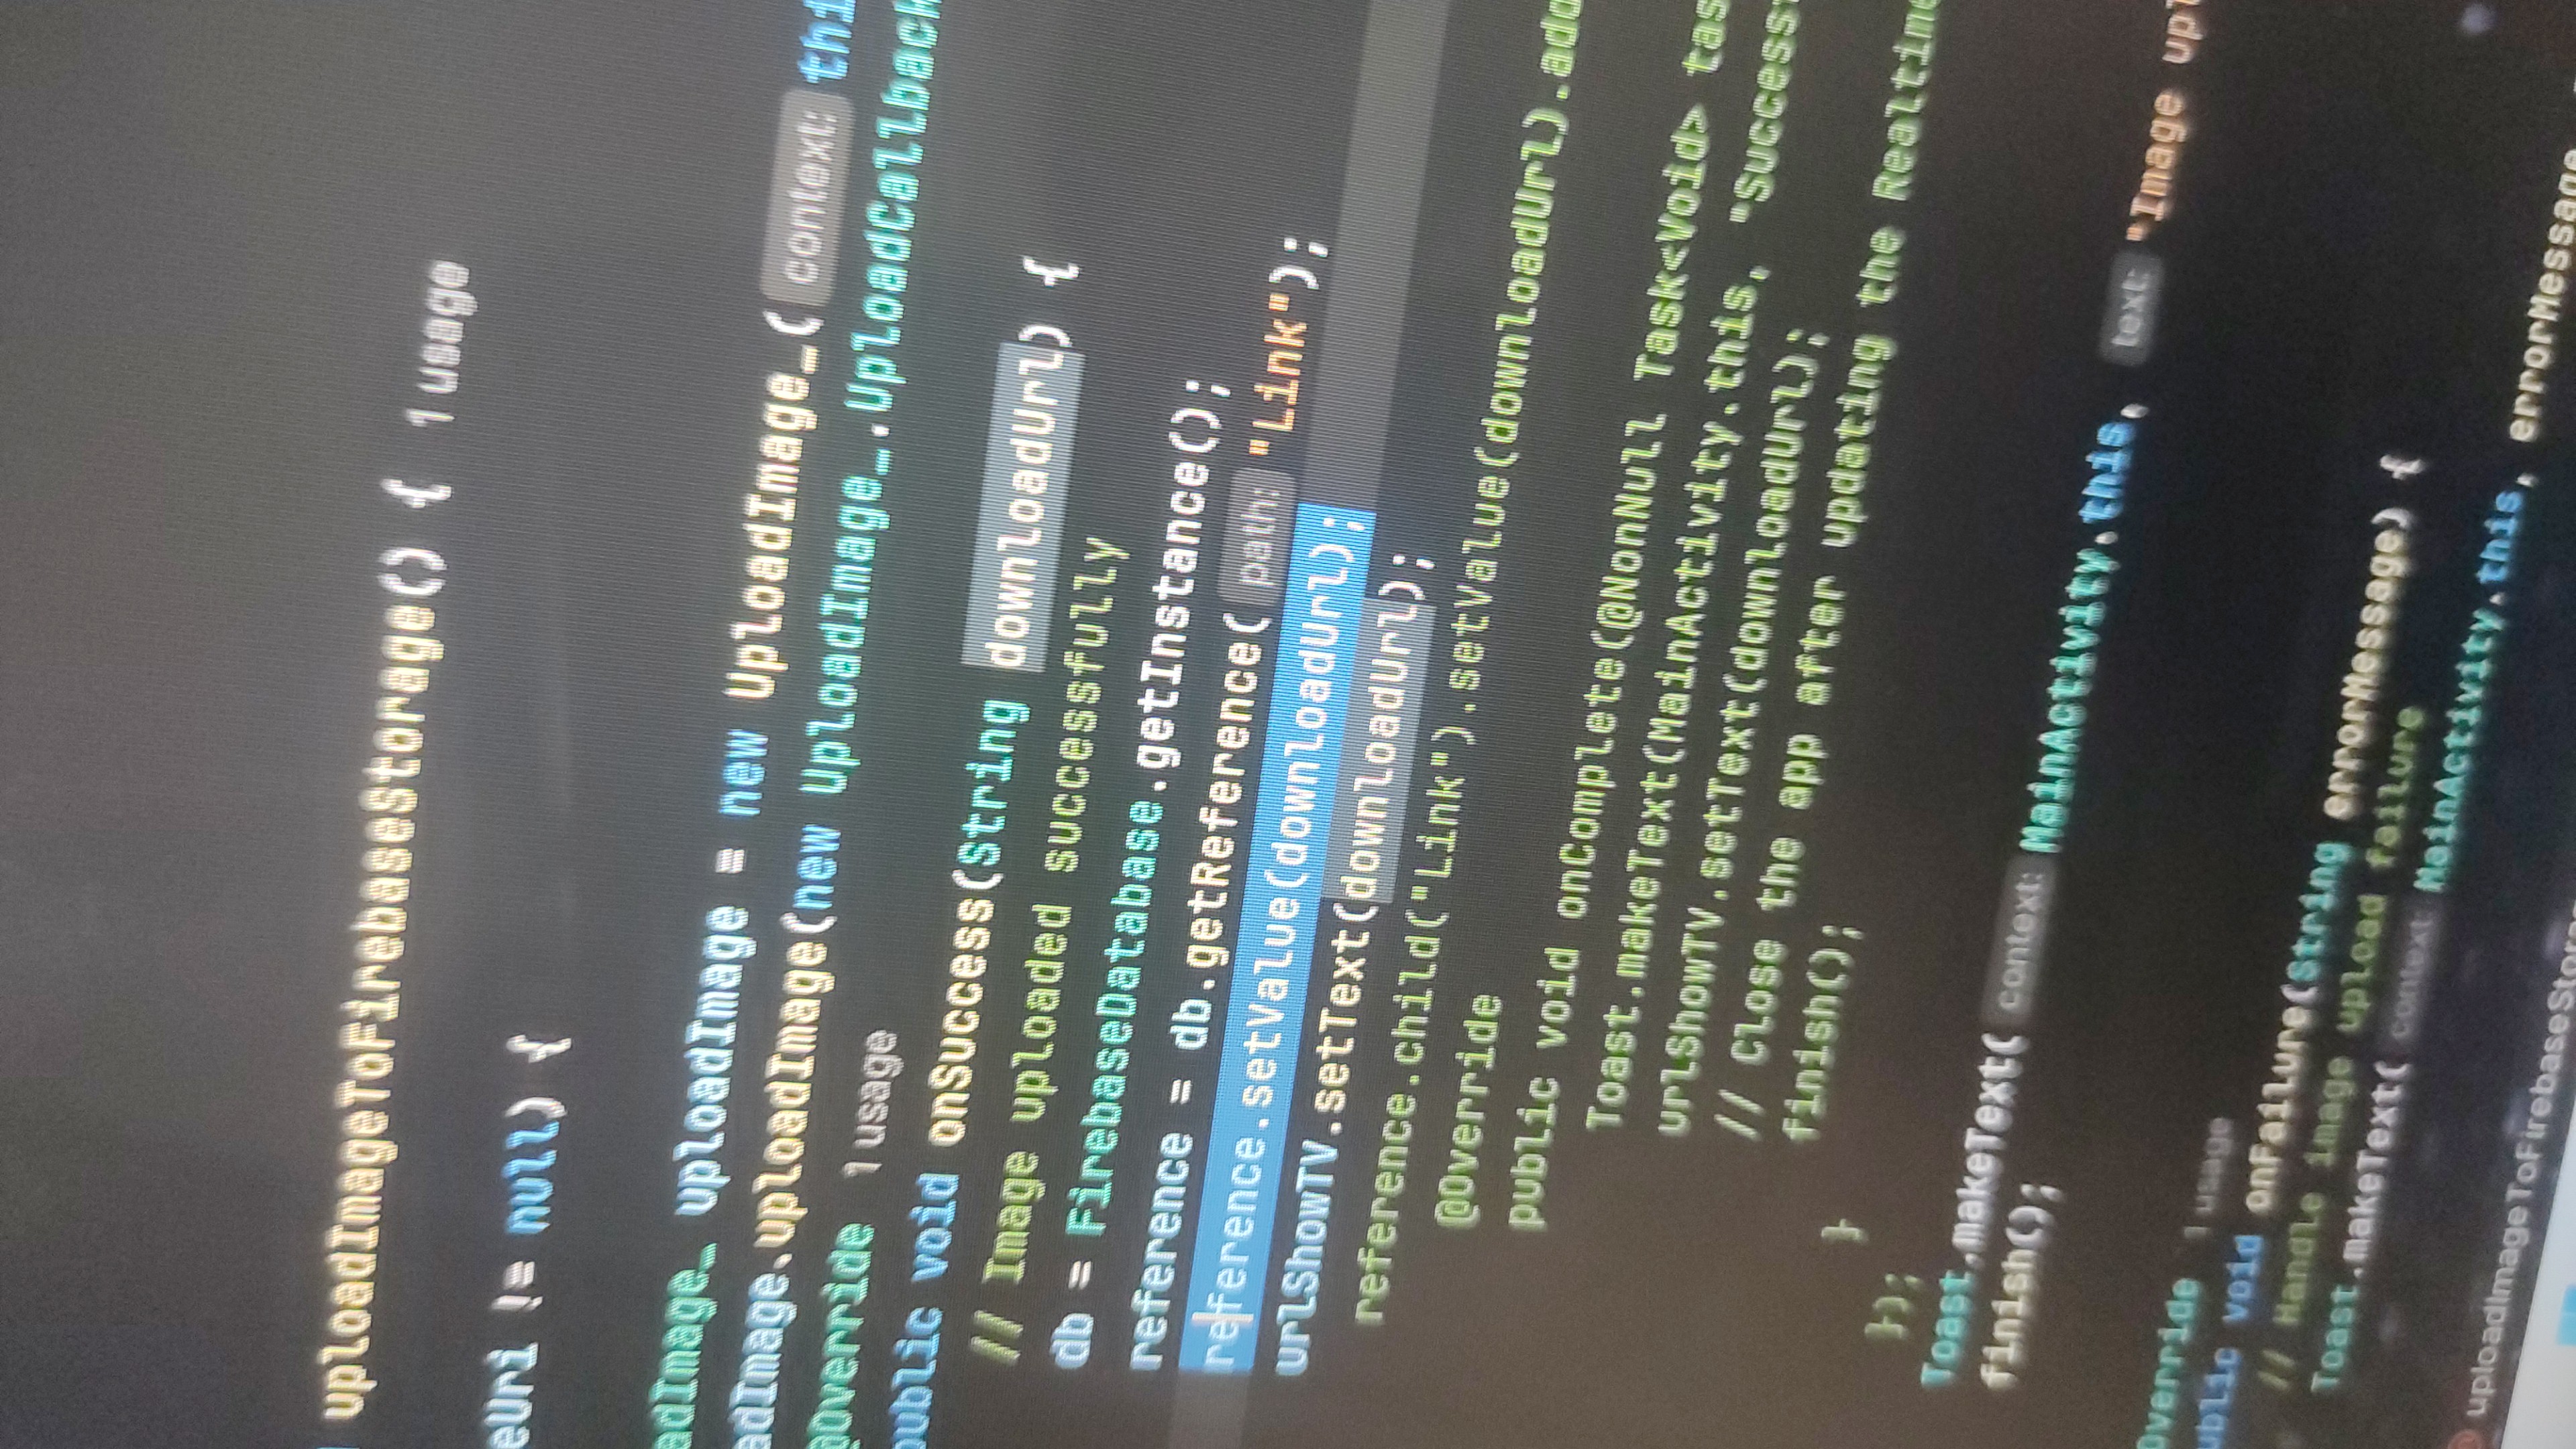 uploadImageToFirebaseStorage() { 1 usage
eUri != null) {
adImage_ uploadImage = new UploadImage_( context: thi
adImage.uploadImage(new UploadImage_.UploadCallback
@Override 1 usage
public void onSuccess(String downloadUrl) {
// Image uploaded successfully
db = FirebaseDatabase.getInstance();
reference = db.getReference( path: "Link");
reference.setValue(downloadUrl);
urlShowTV.setText(downloadUrl);
reference.child("Link").setValue(downloadUrl).add
@Override
public void onComplete(@NonNull Task<Void> tas
Toast.makeText(MainActivity.this, "Success
urlShowTV.setText(downloadUrl);
// Close the app after updating the Realtime
finish();
}
});
Toast.makeText( context: MainActivity.this, text: "Image upl
finish();
Override 1 usage
ublic void onFailure(String errorMessage) {
// Handle image upload failure
Toast.makeText( context: MainActivity.this, errorMessage
uploadImageToFirebaseStorag